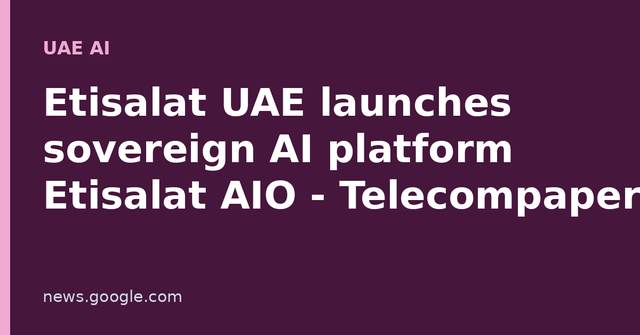 UAE AI
Etisalat UAE launches
sovereign AI platform
Etisalat AIO - Telecompaper
news.google.com